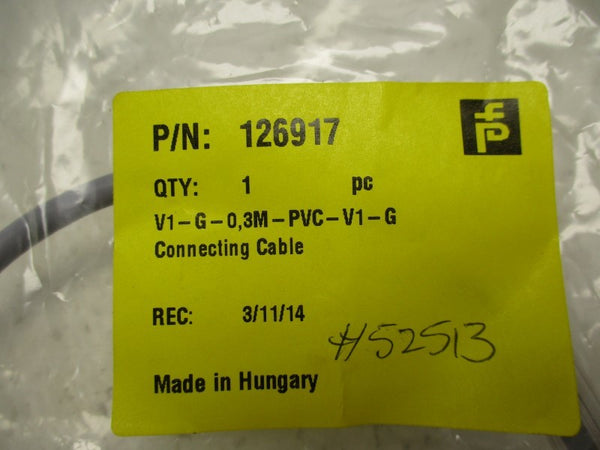 P/N: 126917
QTY: 1 pc
V1-G-0,3M-PVC-V1-G
Connecting Cable
REC: 3/11/14
#52513
Made in Hungary